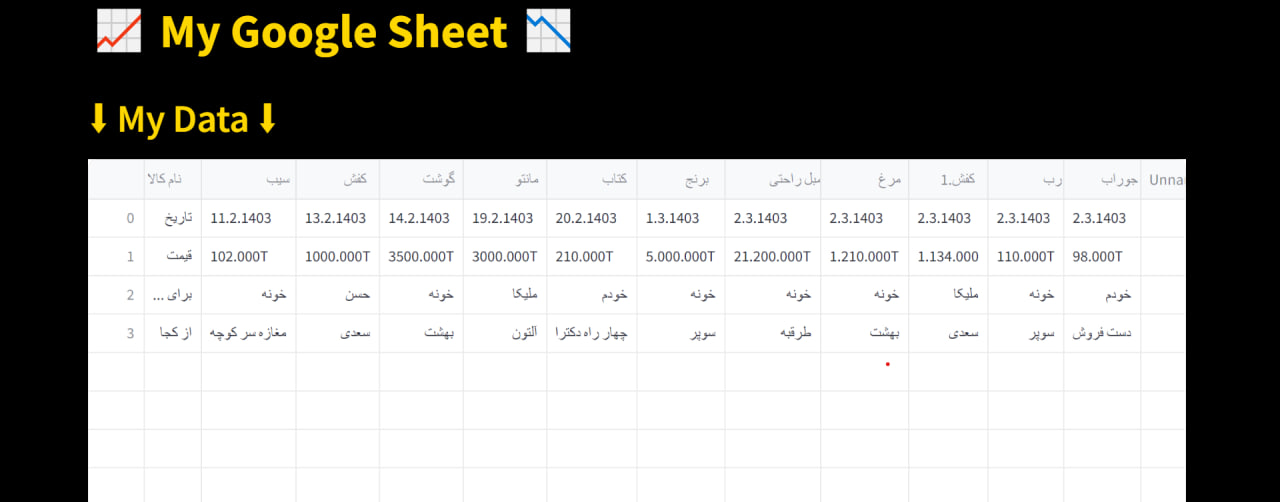 My Google Sheet
My Data
نام کالا سیب کفش گوشت مانتو کتاب برنج مبل راحتی مرغ کفش.1 رب جوراب Unna
0 تاریخ 11.2.1403 13.2.1403 14.2.1403 19.2.1403 20.2.1403 1.3.1403 2.3.1403 2.3.1403 2.3.1403 2.3.1403 2.3.1403
1 قیمت 102.000T 1000.000T 3500.000T 3000.000T 210.000T 5.000.000T 21.200.000T 1.210.000T 1.134.000 110.000T 98.000T
2 برای ... خونه حسن خونه ملیکا خودم خونه خونه خونه ملیکا خونه خودم
3 از کجا مغازه سر کوچه سعدی بهشت آلتون چهار راه دکترا سوپر طرقبه بهشت سعدی سوپر دست فروش